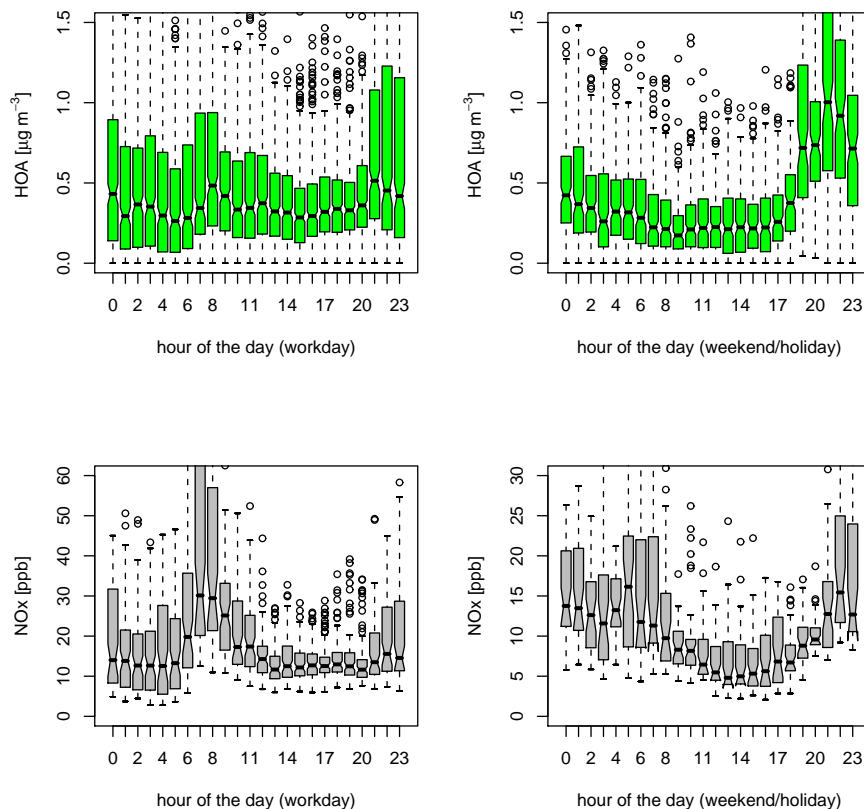 HOA [µg m⁻³]
1.5
1.0
0.5
0.0
0 2 4 6 8 11 14 17 20 23
hour of the day (workday)
HOA [µg m⁻³]
1.5
1.0
0.5
0.0
0 2 4 6 8 11 14 17 20 23
hour of the day (weekend/holiday)
NOx [ppb]
60
50
40
30
20
10
0
0 2 4 6 8 11 14 17 20 23
hour of the day (workday)
NOx [ppb]
30
25
20
15
10
5
0
0 2 4 6 8 11 14 17 20 23
hour of the day (weekend/holiday)